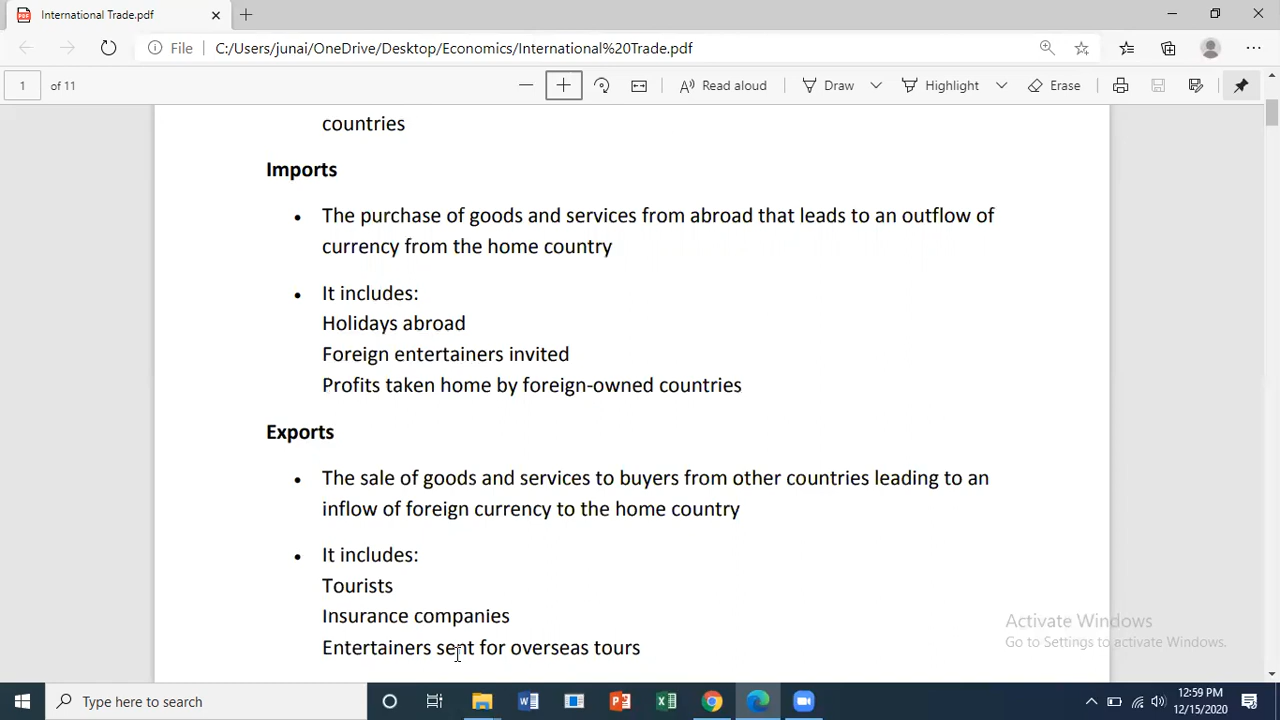 International Trade.pdf
File
C:/Users/junai/OneDrive/Desktop/Economics/International%20Trade.pdf
1 of 11
Read aloud
Draw
Highlight
Erase
countries
Imports
• The purchase of goods and services from abroad that leads to an outflow of
currency from the home country
• It includes:
Holidays abroad
Foreign entertainers invited
Profits taken home by foreign-owned countries
Exports
• The sale of goods and services to buyers from other countries leading to an
inflow of foreign currency to the home country
• It includes:
Tourists
Insurance companies
Entertainers sent for overseas tours
Activate Windows
Go to Settings to activate Windows.
Type here to search
12:59 PM
12/15/2020